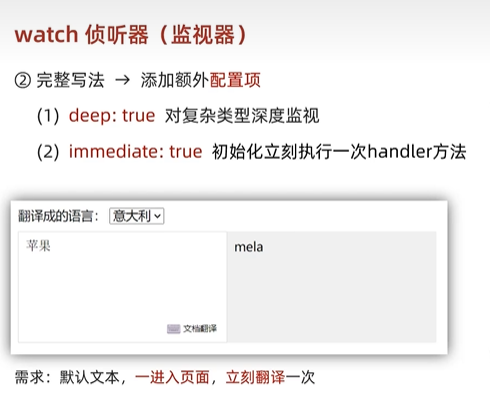 watch 侦听器（监视器）
② 完整写法 → 添加额外配置项
(1) deep: true 对复杂类型深度监视
(2) immediate: true 初始化立刻执行一次handler方法
翻译成的语言： 意大利
苹果
mela
文档翻译
需求：默认文本，一进入页面，立刻翻译一次